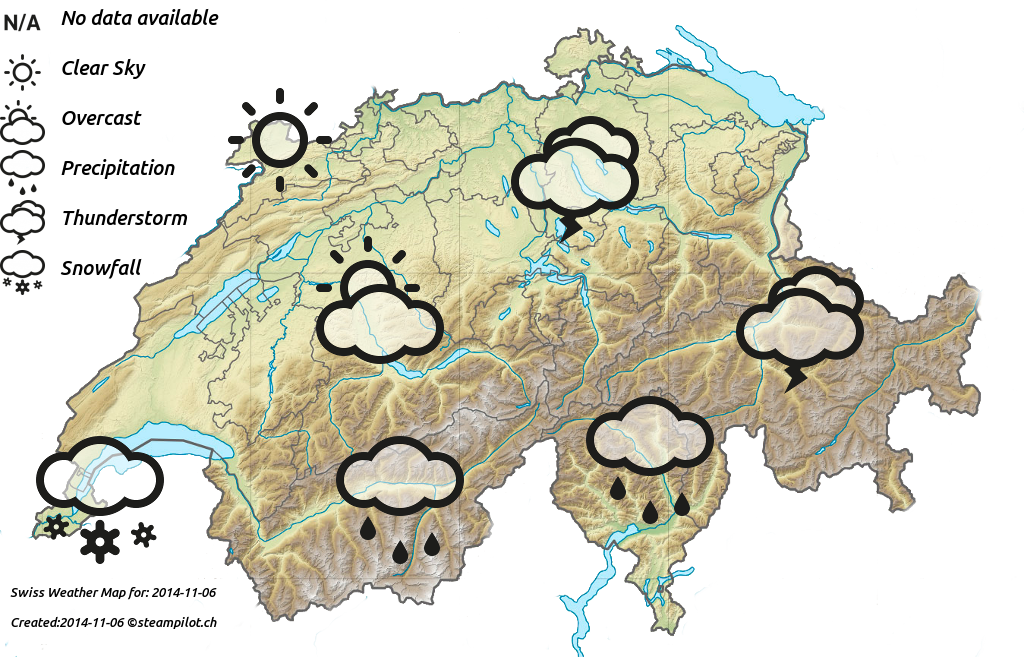 N/A No data available
Clear Sky
Overcast
Precipitation
Thunderstorm
Snowfall
Swiss Weather Map for: 2014-11-06
Created:2014-11-06 ©steampilot.ch